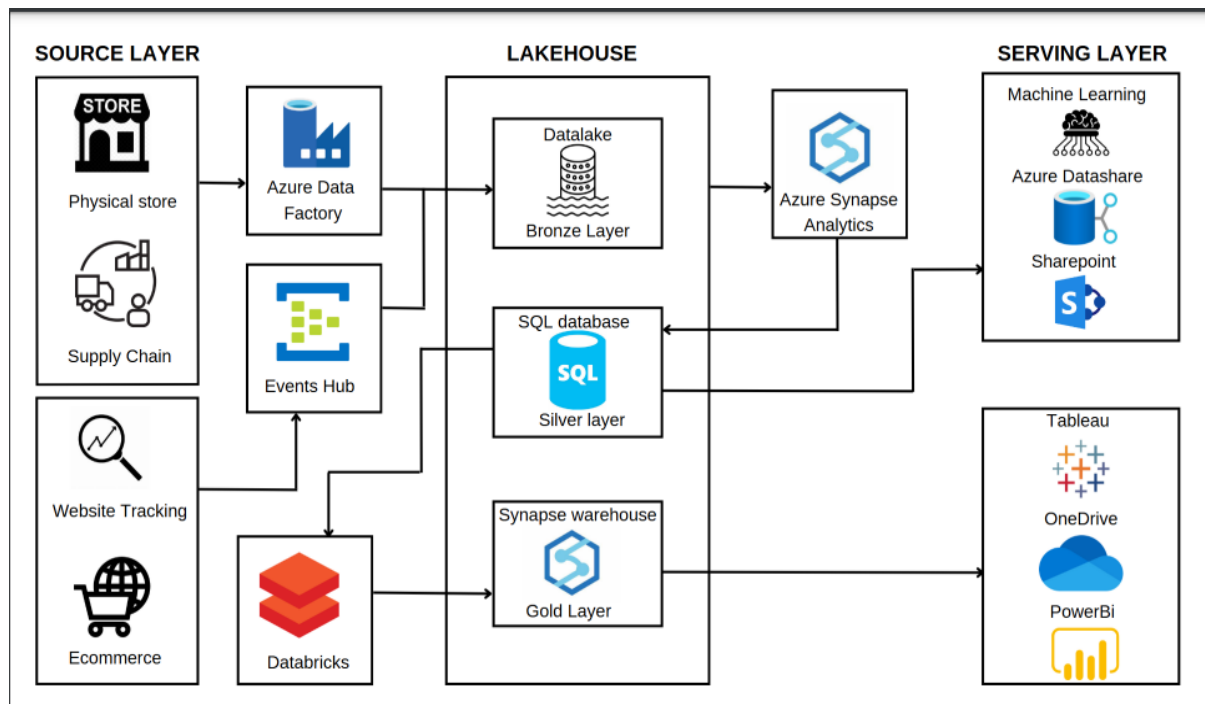 SOURCE LAYER
LAKEHOUSE
SERVING LAYER
STORE
Physical store
Supply Chain
Website Tracking
Ecommerce
Azure Data
Factory
Events Hub
Databricks
Datalake
Bronze Layer
SQL database
SQL
Silver layer
Synapse warehouse
Gold Layer
Azure Synapse
Analytics
Machine Learning
Azure Datashare
Sharepoint
S
Tableau
OneDrive
PowerBi